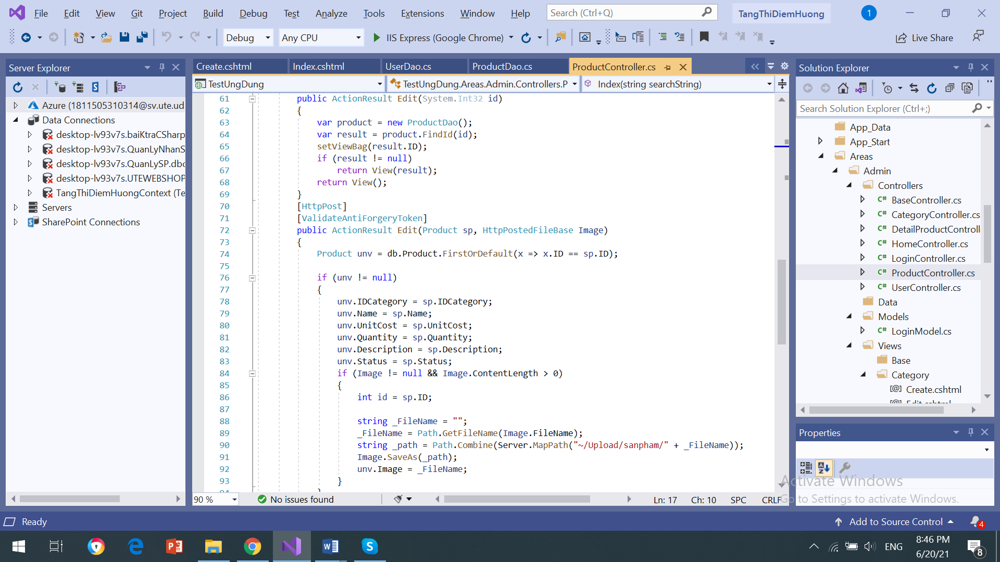 File Edit View Git Project Build Debug Test Analyze Tools Extensions Window Help Search (Ctrl+Q) TangThiDiemHuong 1
Debug Any CPU IIS Express (Google Chrome) Live Share
Server Explorer
Azure (1811505310314@sv.ute.ud
Data Connections
desktop-lv93v7s.baiKtraCSharp
desktop-lv93v7s.QuanLyNhanS
desktop-lv93v7s.QuanLySP.dbo
desktop-lv93v7s.UTEWEBSHOP
TangThiDiemHuongContext (Te
Servers
SharePoint Connections
Create.cshtml Index.cshtml UserDao.cs ProductDao.cs ProductController.cs
TestUngDung TestUngDung.Areas.Admin.Controllers.P Index(string searchString)
61 public ActionResult Edit(System.Int32 id)
62 {
63 var product = new ProductDao();
64 var result = product.FindId(id);
65 setViewBag(result.ID);
66 if (result != null)
67 return View(result);
68 return View();
69 }
70 [HttpPost]
71 [ValidateAntiForgeryToken]
72 public ActionResult Edit(Product sp, HttpPostedFileBase Image)
73 {
74 Product unv = db.Product.FirstOrDefault(x => x.ID == sp.ID);
75
76 if (unv != null)
77 {
78 unv.IDCategory = sp.IDCategory;
79 unv.Name = sp.Name;
80 unv.UnitCost = sp.UnitCost;
81 unv.Quantity = sp.Quantity;
82 unv.Description = sp.Description;
83 unv.Status = sp.Status;
84 if (Image != null && Image.ContentLength > 0)
85 {
86 int id = sp.ID;
87
88 string _FileName = "";
89 _FileName = Path.GetFileName(Image.FileName);
90 string _path = Path.Combine(Server.MapPath("~/Upload/sanpham/" + _FileName));
91 Image.SaveAs(_path);
92 unv.Image = _FileName;
93 }
94 }
90 % No issues found Ln: 17 Ch: 10 SPC CRLF
Solution Explorer
Search Solution Explorer (Ctrl+;)
App_Data
App_Start
Areas
Admin
Controllers
C# BaseController.cs
C# CategoryController.cs
C# DetailProductControll
C# HomeController.cs
C# LoginController.cs
C# ProductController.cs
C# UserController.cs
Data
Models
C# LoginModel.cs
Views
Base
Category
[@] Create.cshtml
[@] Edit.cshtml
Properties
Activate Windows
Go to Settings to activate Windows.
Ready Add to Source Control 4
ENG 8:46 PM
6/20/21 8